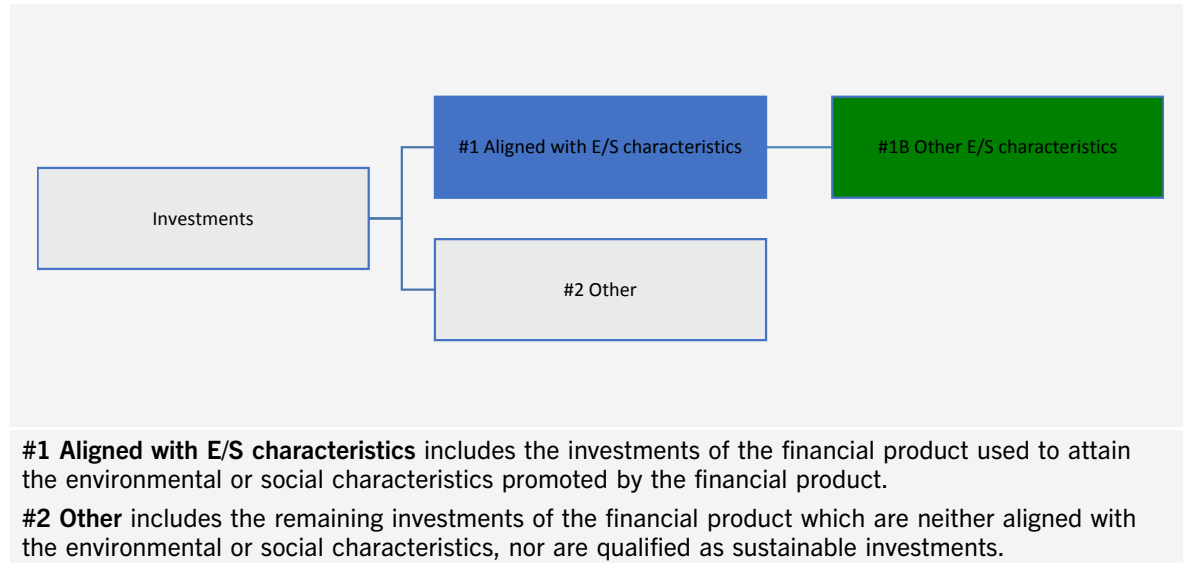 #1 Aligned with E/S characteristics
#1B Other E/S characteristics
Investments
#2 Other
#1 Aligned with E/S characteristics includes the investments of the financial product used to attain
the environmental or social characteristics promoted by the financial product.
#2 Other includes the remaining investments of the financial product which are neither aligned with
the environmental or social characteristics, nor are qualified as sustainable investments.